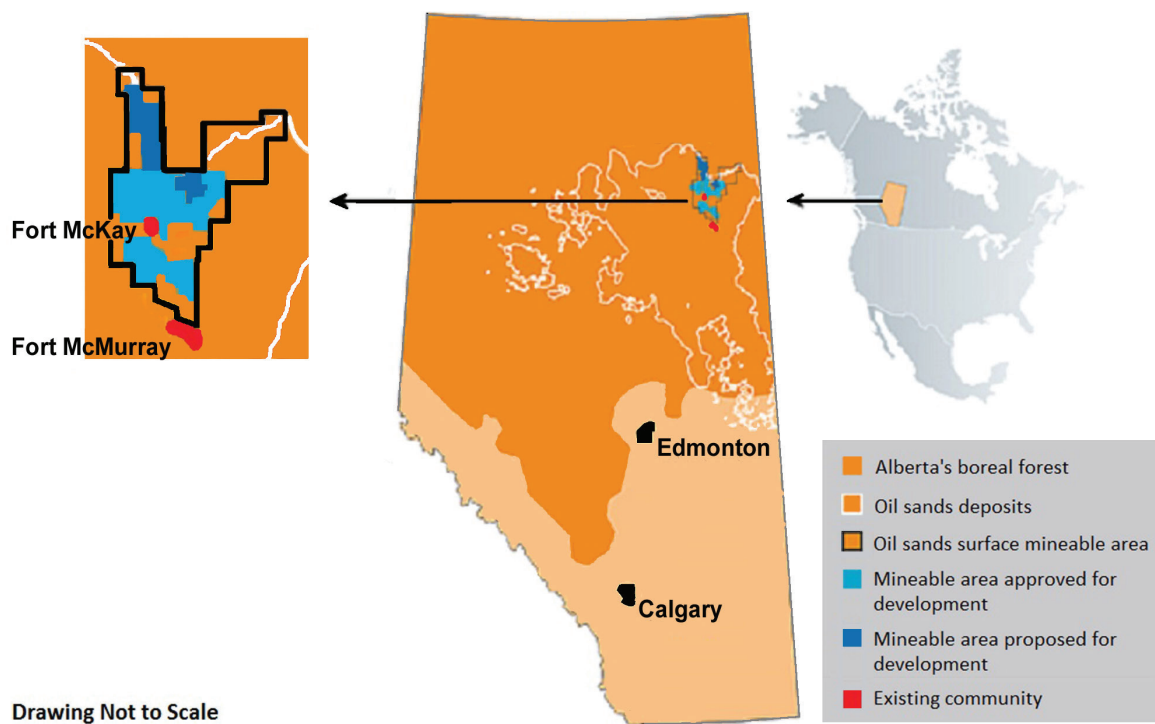 Fort McKay
Fort McMurray
Edmonton
Calgary
Alberta's boreal forest
Oil sands deposits
Oil sands surface mineable area
Mineable area approved for
development
Mineable area proposed for
development
Existing community
Drawing Not to Scale